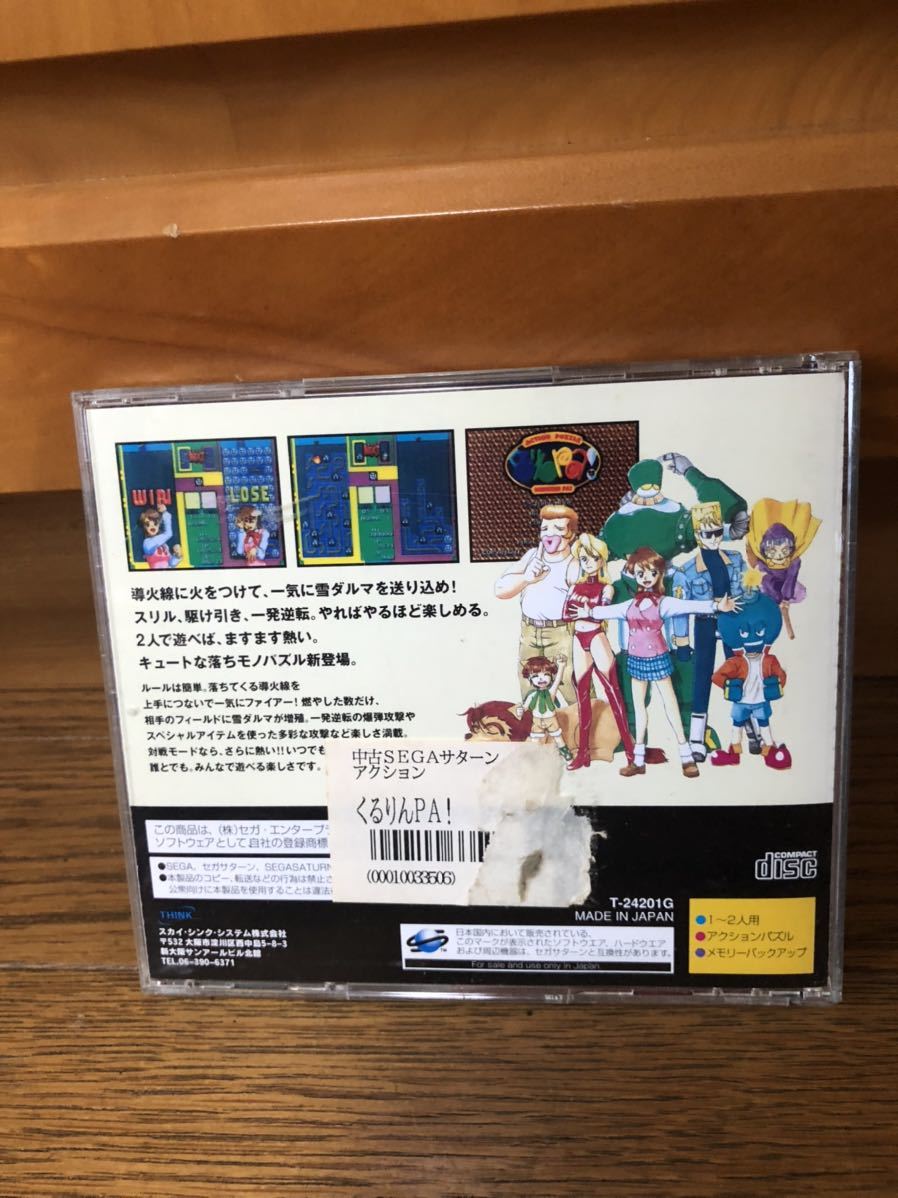 NEXT
WIN
LOSE
NEXT
ACTION PUZZLE
導火線に火をつけて、一気に雪ダルマを送り込め!
スリル、駆け引き、一発逆転。やればやるほど楽しめる。
2人で遊べば、ますます熱い。
キュートな落ちモノパズル新登場。
ルールは簡単。落ちてくる導火線を
上手につないで一気にファイアー!燃やした数だけ、
相手のフィールドに雪ダルマが増殖。一発逆転の爆弾攻撃や
スペシャルアイテムを使った多彩な攻撃など楽しさ満載。
対戦モードなら、さらに熱い!!いつでも
誰とでも。みんなで遊べる楽しさです。
中古SEGAサターン
アクション
くるりんPA!
(00010033506)
この商品は、(株)セガ・エンタープラ
ソフトウェアとして、自社の登録商標
●SEGA、セガサターン、SEGASATURN
●本製品のコピー、転送などの行為は禁止さ
公衆向けに本製品を使用することは違法
COMPACT
disc
T-24201G
MADE IN JAPAN
THINK
スカイ・シンク・システム株式会社
〒532 大阪市淀川区西中島5-8-3
新大阪サンアールビル北館
TEL.06-390-6371
日本国内において販売されている、
このマークが表示されたソフトウエア、ハードウエア
および周辺機器は、セガサターンと互換性があります。
For sale and use only in Japan.
●1~2人用
●アクションパズル
●メモリーバックアップ